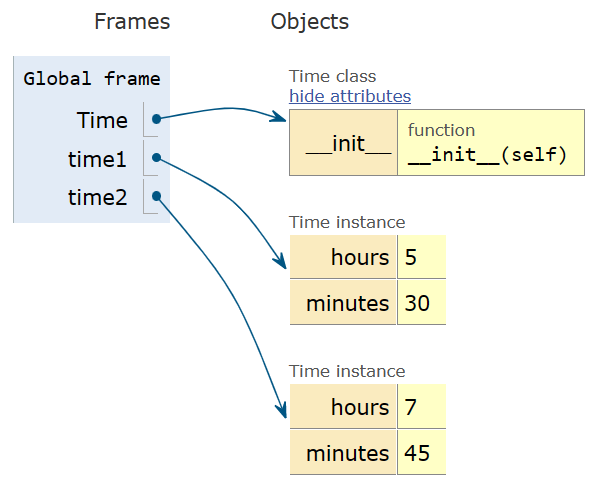 Frames Objects
Global frame
Time
time1
time2
Time class
hide attributes
__init__ function
__init__(self)
Time instance
hours 5
minutes 30
Time instance
hours 7
minutes 45